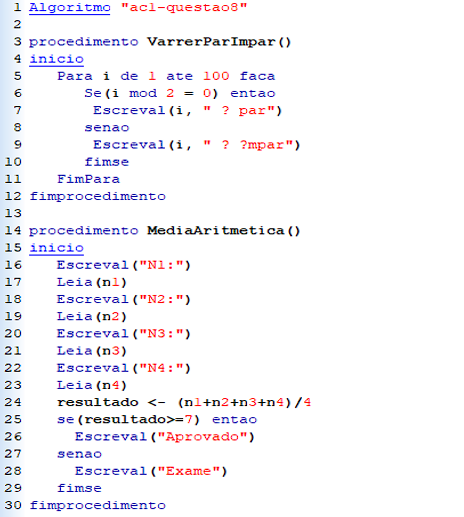 1 Algoritmo "acl-questao8"
2
3 procedimento VarrerParImpar()
4 inicio
5 Para i de 1 ate 100 faca
6 Se(i mod 2 = 0) entao
7 Escreval(i, " ? par")
8 senao
9 Escreval(i, " ? ?mpar")
10 fimse
11 FimPara
12 fimprocedimento
13
14 procedimento MediaAritmetica()
15 inicio
16 Escreval("N1:")
17 Leia(n1)
18 Escreval("N2:")
19 Leia(n2)
20 Escreval("N3:")
21 Leia(n3)
22 Escreval("N4:")
23 Leia(n4)
24 resultado <- (n1+n2+n3+n4)/4
25 se(resultado>=7) entao
26 Escreval("Aprovado")
27 senao
28 Escreval("Exame")
29 fimse
30 fimprocedimento